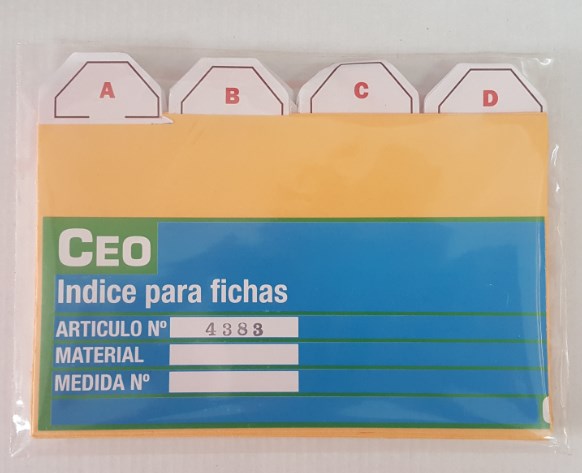 A B C D
CEO
Indice para fichas
ARTICULO Nº 4383
MATERIAL
MEDIDA Nº